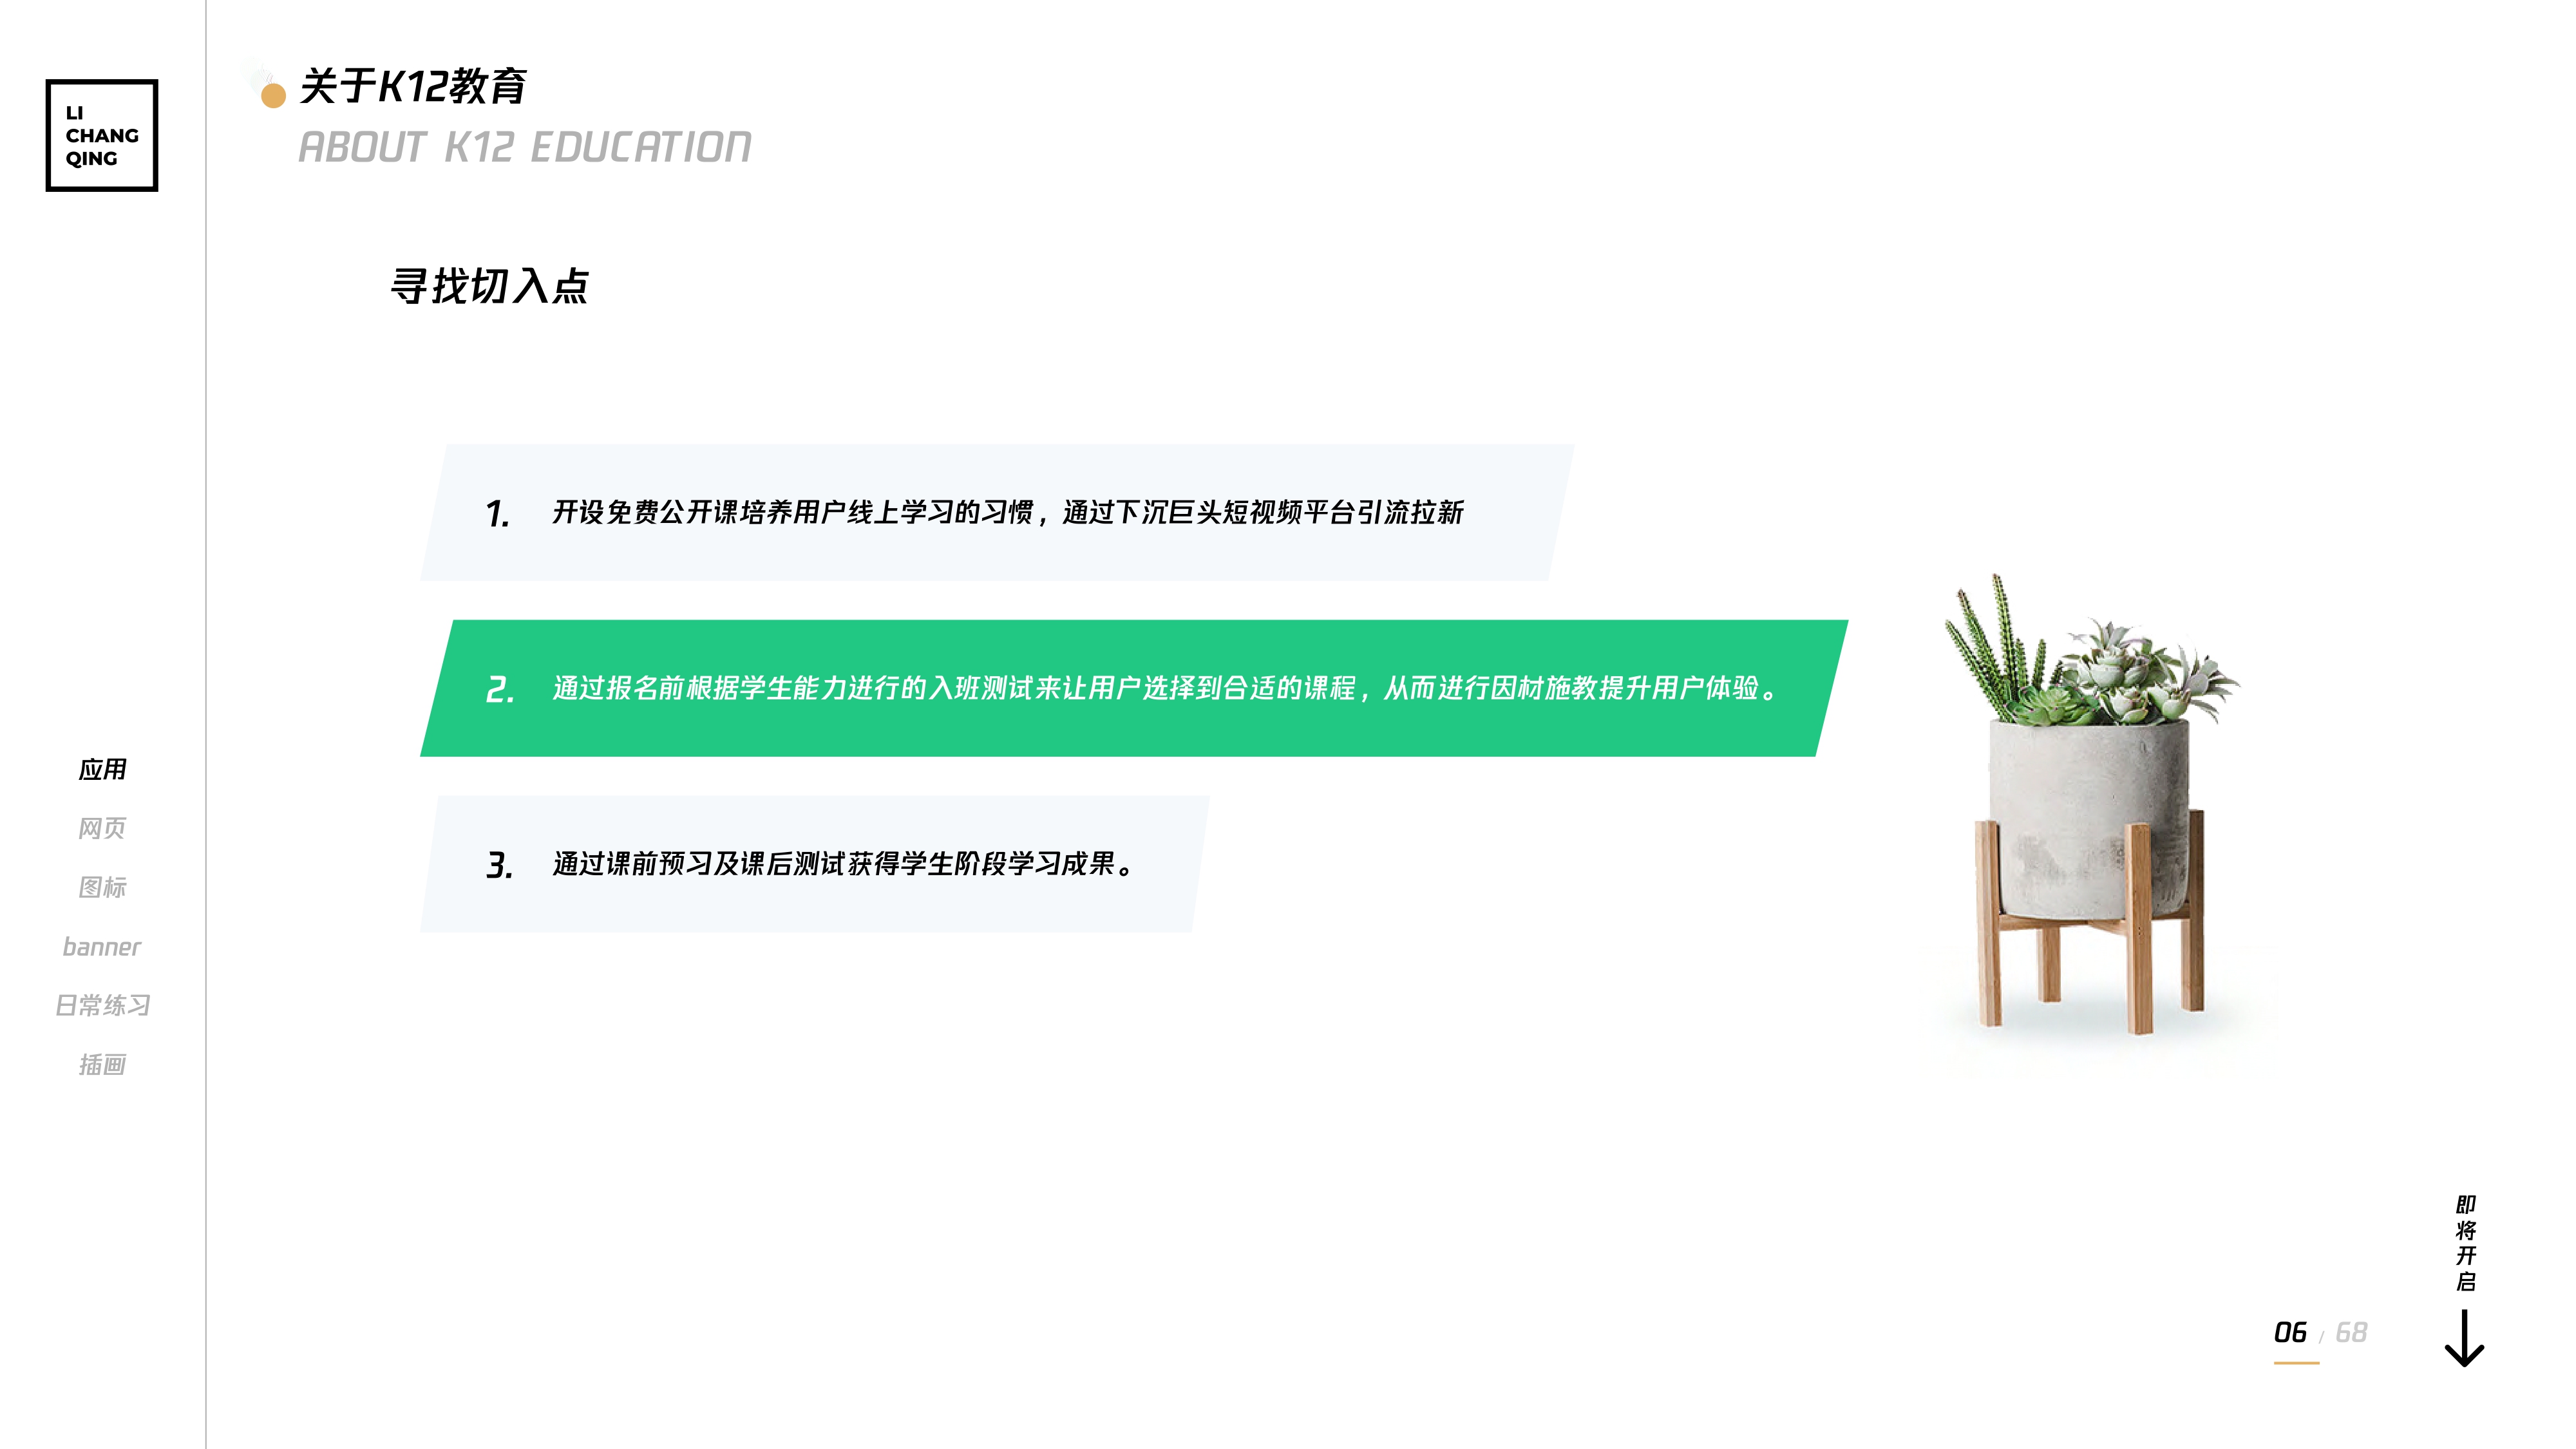 LI
CHANG
QING
关于K12教育
ABOUT K12 EDUCATION
寻找切入点
1. 开设免费公开课培养用户线上学习的习惯，通过下沉巨头短视频平台引流拉新
2. 通过报名前根据学生能力进行的入班测试来让用户选择到合适的课程，从而进行因材施教提升用户体验。
3. 通过课前预习及课后测试获得学生阶段学习成果。
应用
网页
图标
banner
日常练习
插画
即将开启
06 / 68